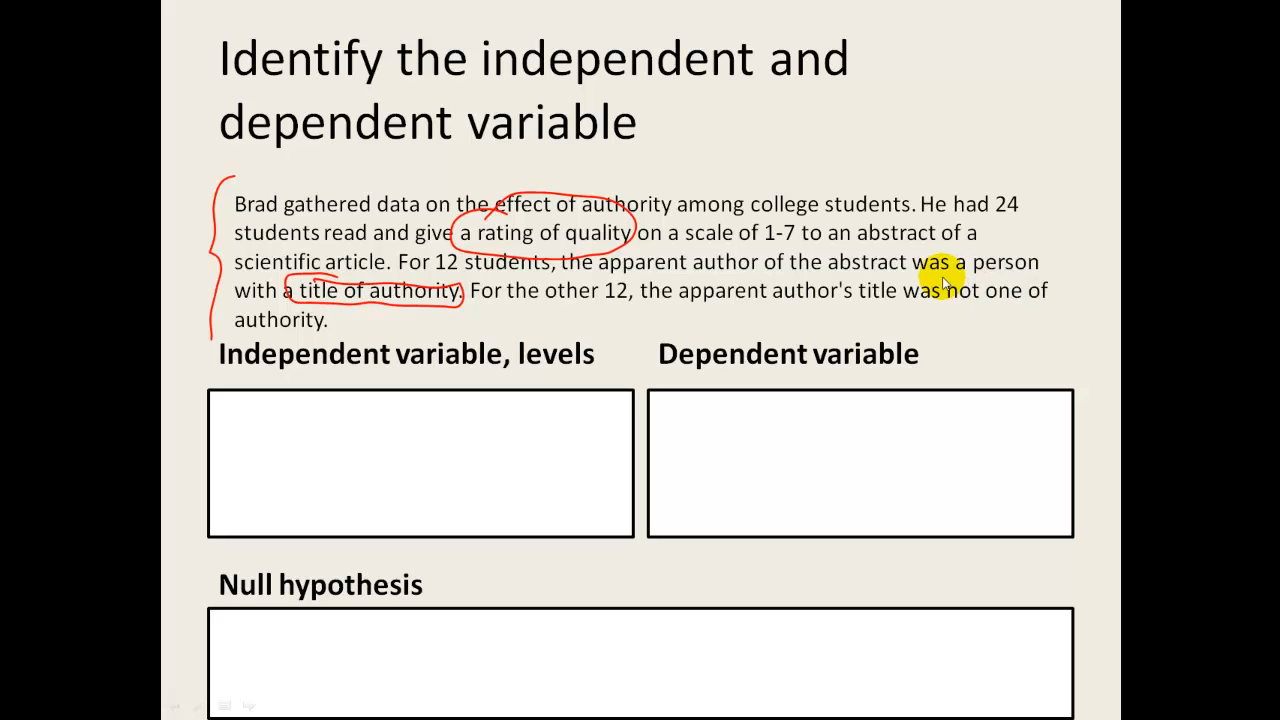 Identify the independent and
dependent variable
Brad gathered data on the effect of authority among college students. He had 24
students read and give a rating of quality on a scale of 1-7 to an abstract of a
scientific article. For 12 students, the apparent author of the abstract was a person
with a title of authority. For the other 12, the apparent author's title was not one of
authority.
Independent variable, levels
Dependent variable
Null hypothesis